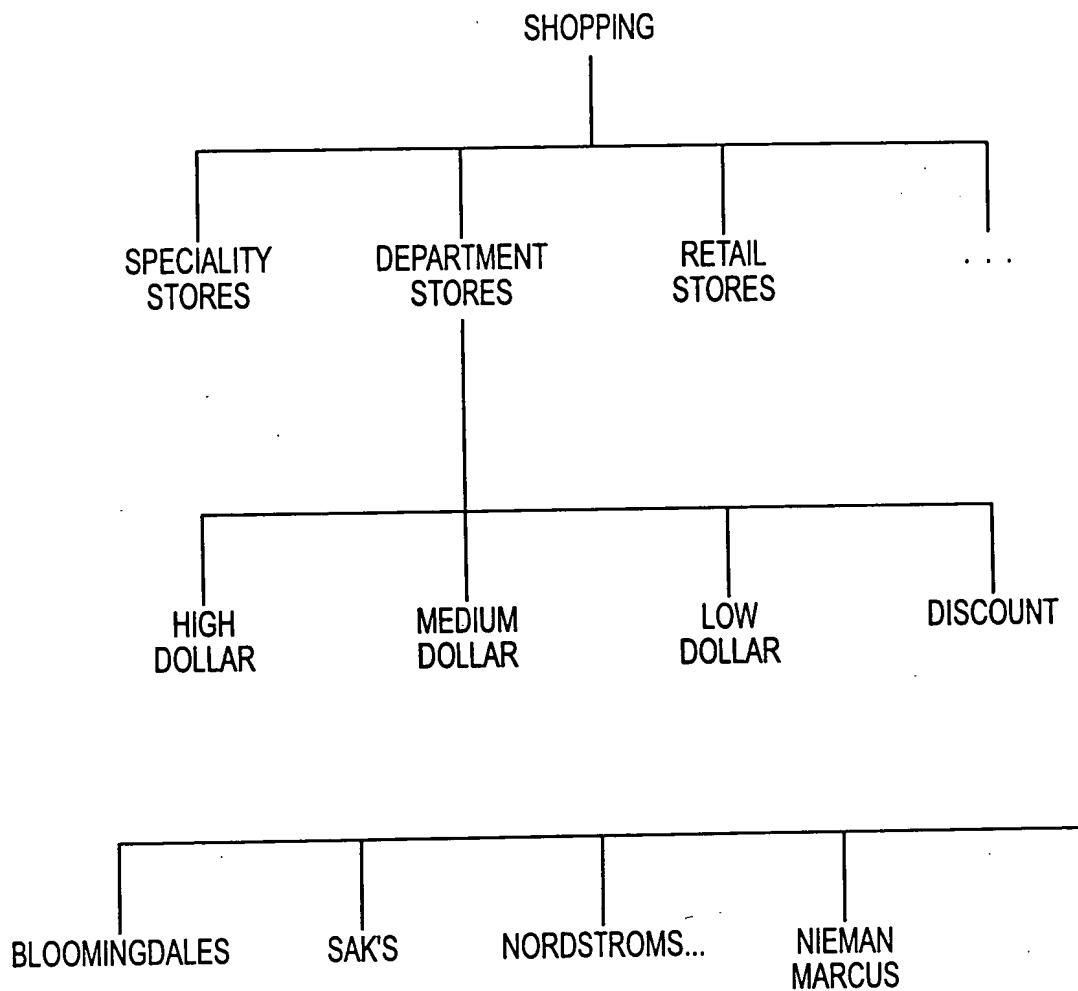 SHOPPING
SPECIALITY
STORES
DEPARTMENT
STORES
RETAIL
STORES
. . .
HIGH
DOLLAR
MEDIUM
DOLLAR
LOW
DOLLAR
DISCOUNT
BLOOMINGDALES
SAK'S
NORDSTROMS...
NIEMAN
MARCUS